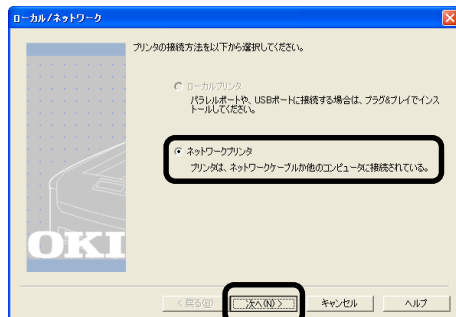 ローカル/ネットワーク
プリンタの接続方法を以下から選択してください。
ローカルプリンタ
パラレルポートや、USBポートに接続する場合は、プラグ&プレイでインス
トールしてください。
ネットワークプリンタ
プリンタは、ネットワークケーブルか他のコンピュータに接続されている。
OKI
< 戻る(B)
次へ(N) >
キャンセル
ヘルプ